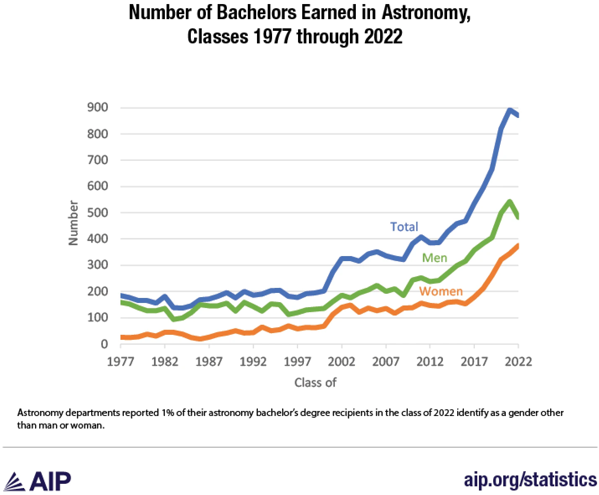 Number of Bachelors Earned in Astronomy,
Classes 1977 through 2022
900
800
700
600
500
400
300
200
100
0
Number
Total
Men
Women
1977 1982 1987 1992 1997 2002 2007 2012 2017 2022
Class of
Astronomy departments reported 1% of their astronomy bachelor's degree recipients in the class of 2022 identify as a gender other
than man or woman.
AIP
aip.org/statistics